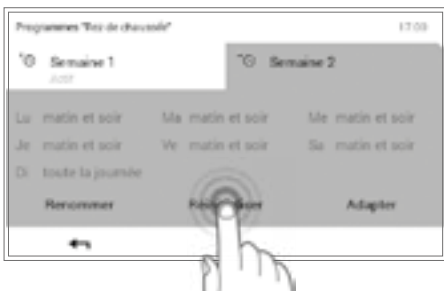 Programmes "Rez de chaussée" 17:09
Semaine 1 Semaine 2
Lu matin et soir Ma matin et soir Me matin et soir
Je matin et soir Ve matin et soir Sa matin et soir
Di toute la journée
Renommer Adapter